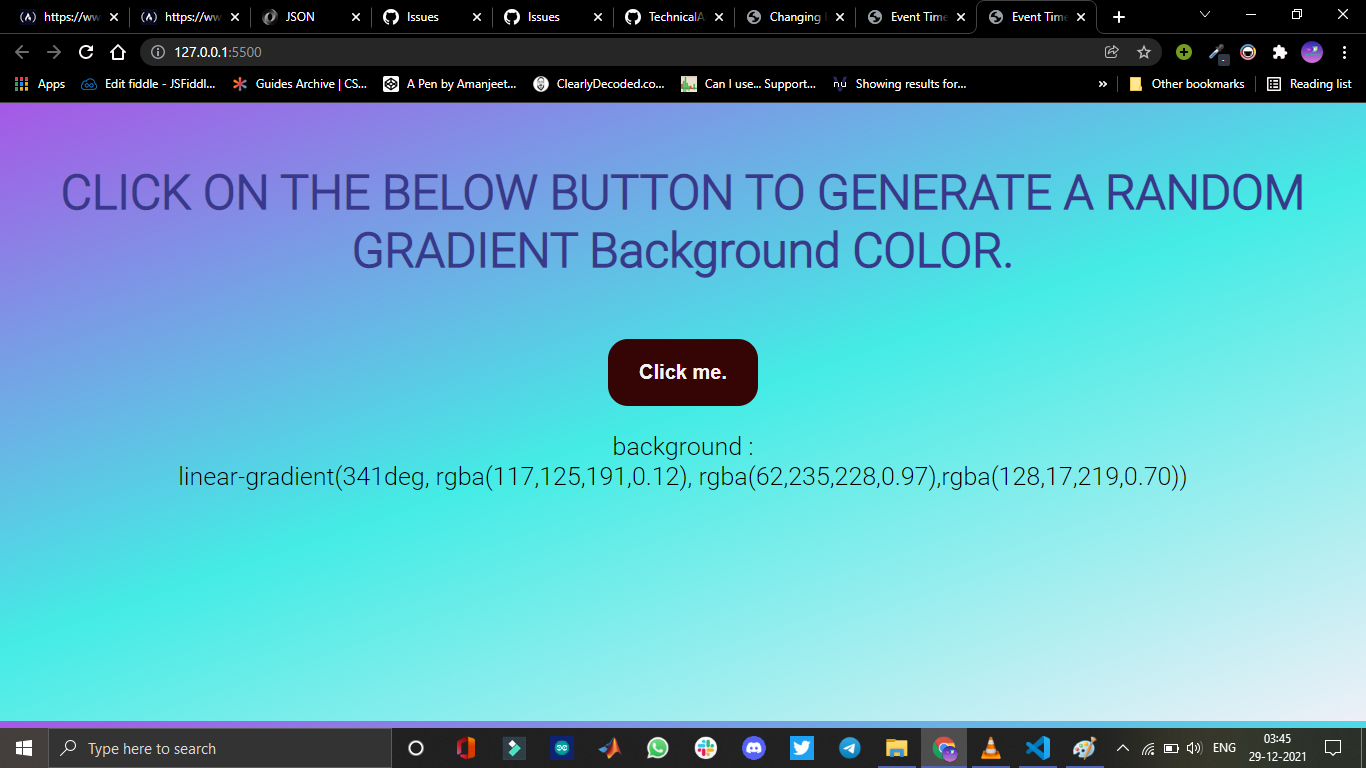 https://ww
https://ww
JSON
Issues
Issues
TechnicalA
Changing
Event Time
Event Time
127.0.0.1:5500
Apps
Edit fiddle - JSFiddl...
Guides Archive | CS...
A Pen by Amanjeet...
ClearlyDecoded.co...
Can I use... Support...
nu
Showing results for...
»
Other bookmarks
Reading list
CLICK ON THE BELOW BUTTON TO GENERATE A RANDOM
GRADIENT Background COLOR.
Click me.
background :
linear-gradient(341deg, rgba(117,125,191,0.12), rgba(62,235,228,0.97),rgba(128,17,219,0.70))
Type here to search
ENG
03:45
29-12-2021